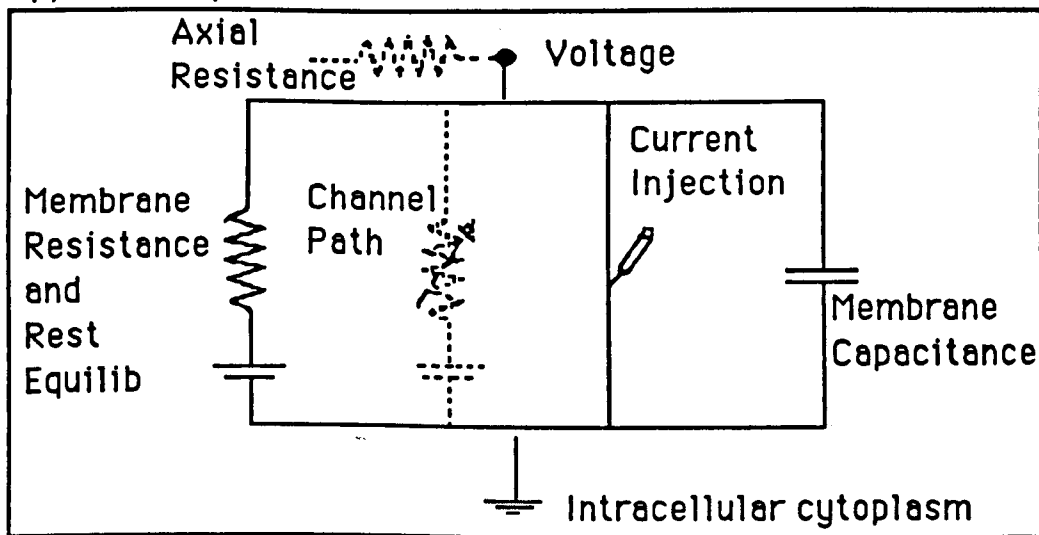 Axial
Resistance
Voltage
Membrane
Resistance
and
Rest
Equilib
Channel
Path
Current
Injection
Membrane
Capacitance
Intracellular cytoplasm